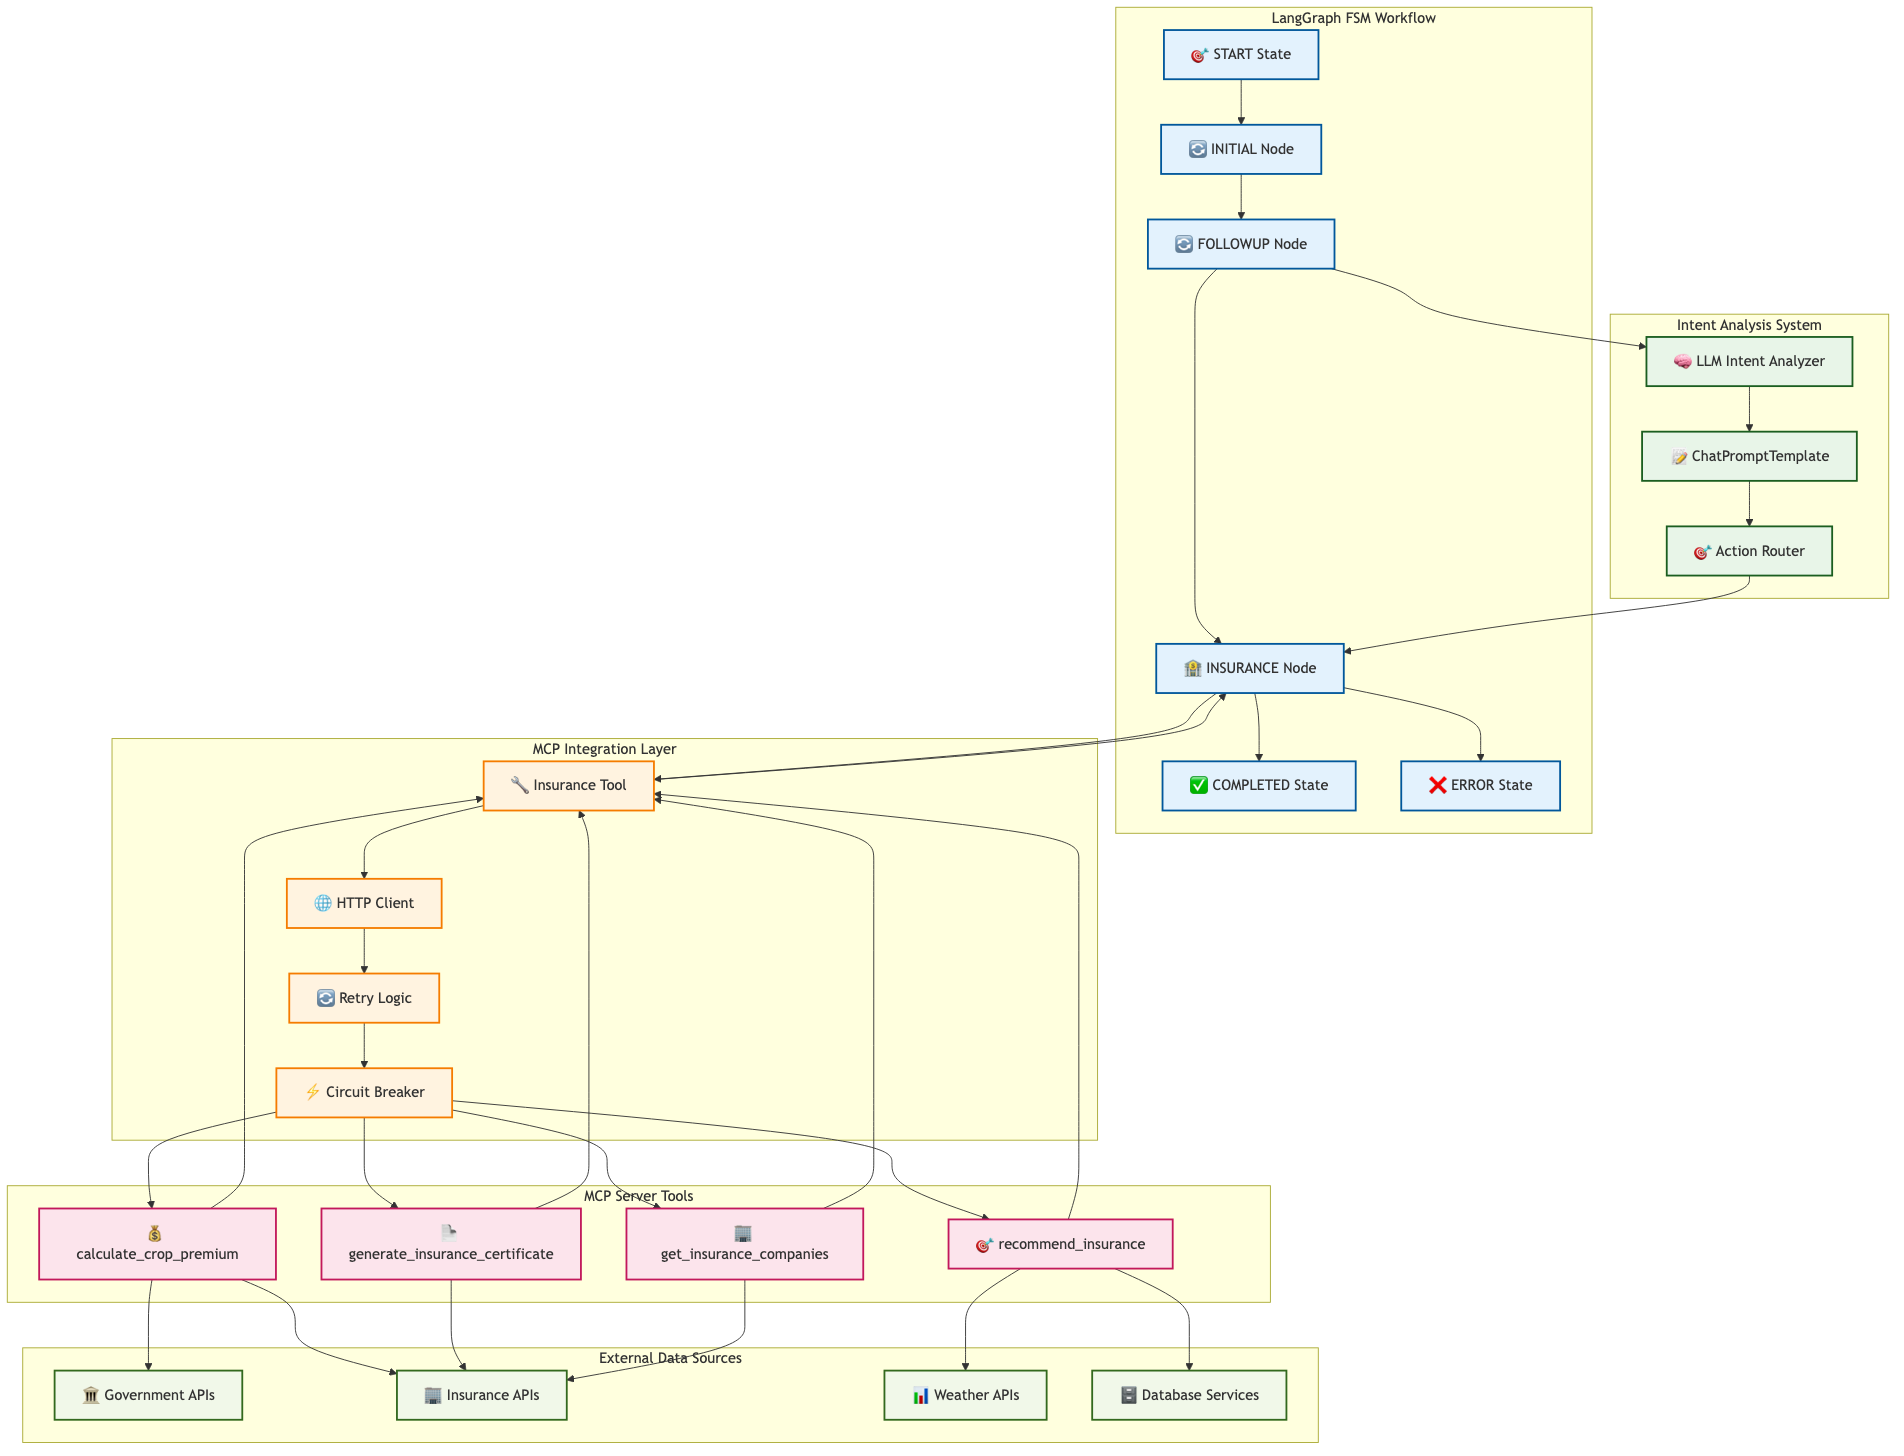 LangGraph FSM Workflow
🎯 START State
🔄 INITIAL Node
🔄 FOLLOWUP Node
Intent Analysis System
🧠 LLM Intent Analyzer
📝 ChatPromptTemplate
🎯 Action Router
🏦 INSURANCE Node
✅ COMPLETED State
❌ ERROR State
MCP Integration Layer
🔧 Insurance Tool
🌐 HTTP Client
🔄 Retry Logic
⚡ Circuit Breaker
MCP Server Tools
💰
calculate_crop_premium
📄
generate_insurance_certificate
🏢
get_insurance_companies
🎯 recommend_insurance
External Data Sources
🏛️ Government APIs
🏢 Insurance APIs
📊 Weather APIs
🗄️ Database Services